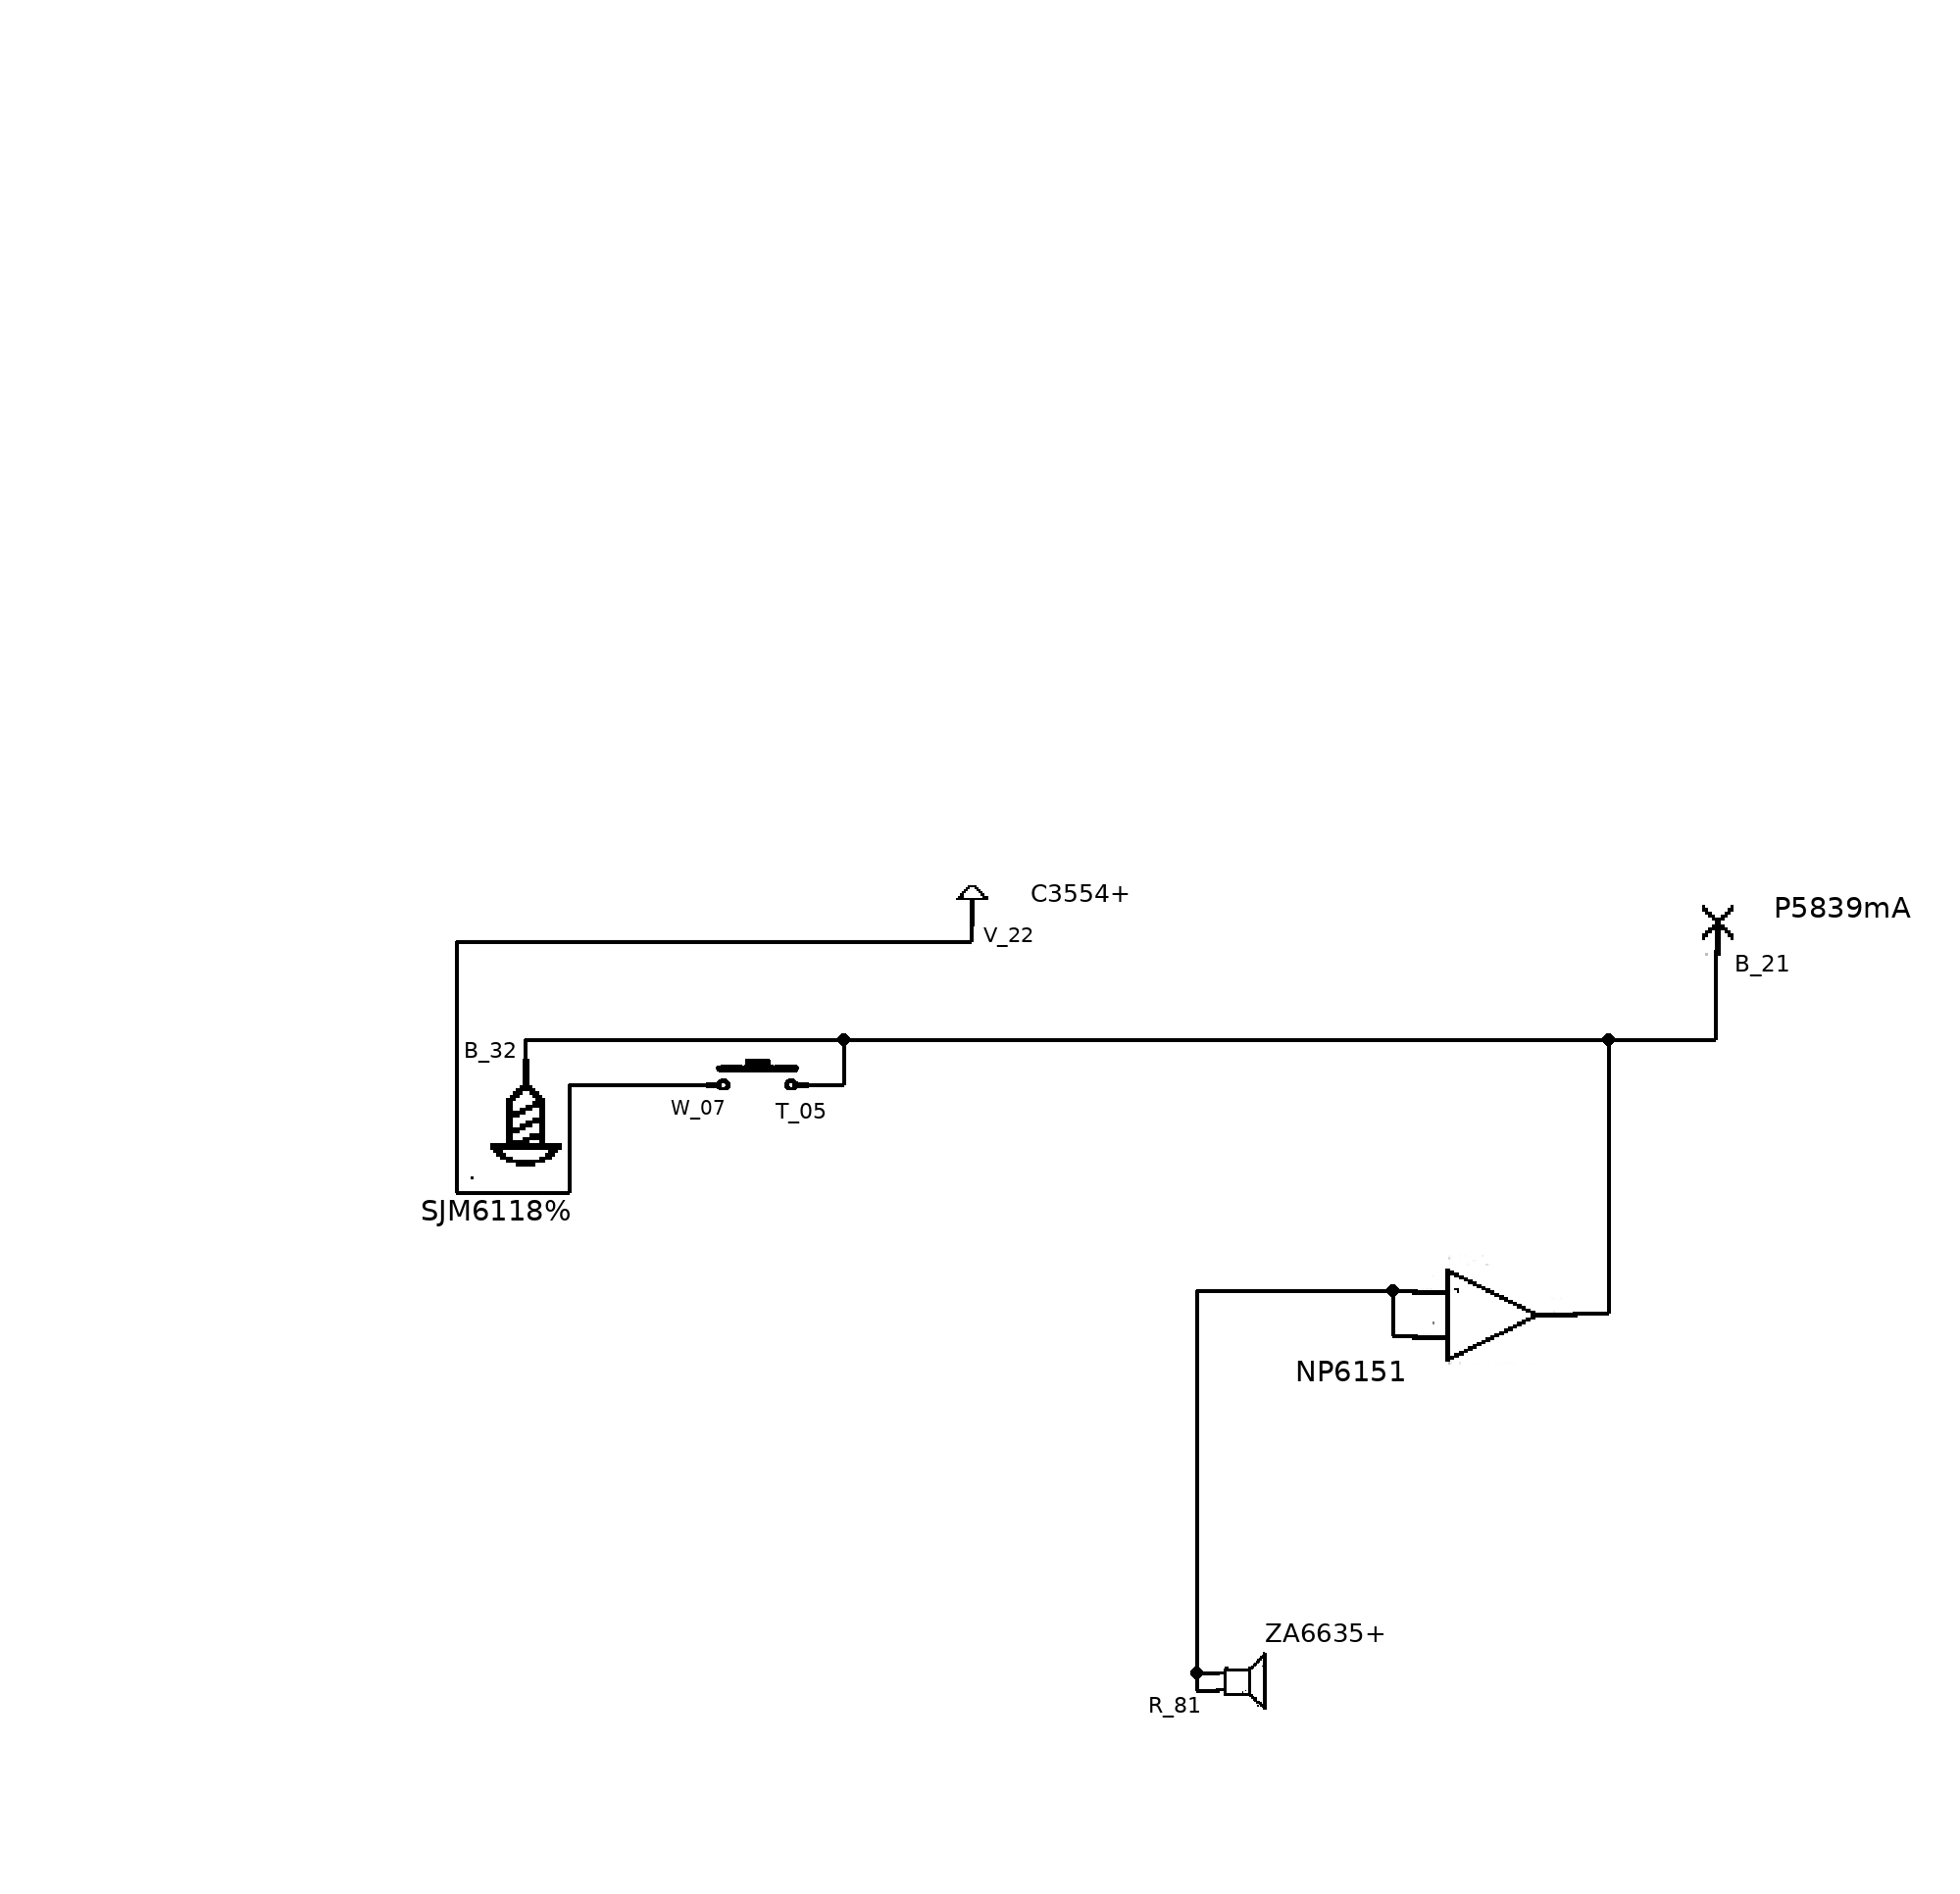 C3554+
P5839mA
V_22
B_21
B_32
W_07
T_05
SJM6118%
NP6151
ZA6635+
R_81